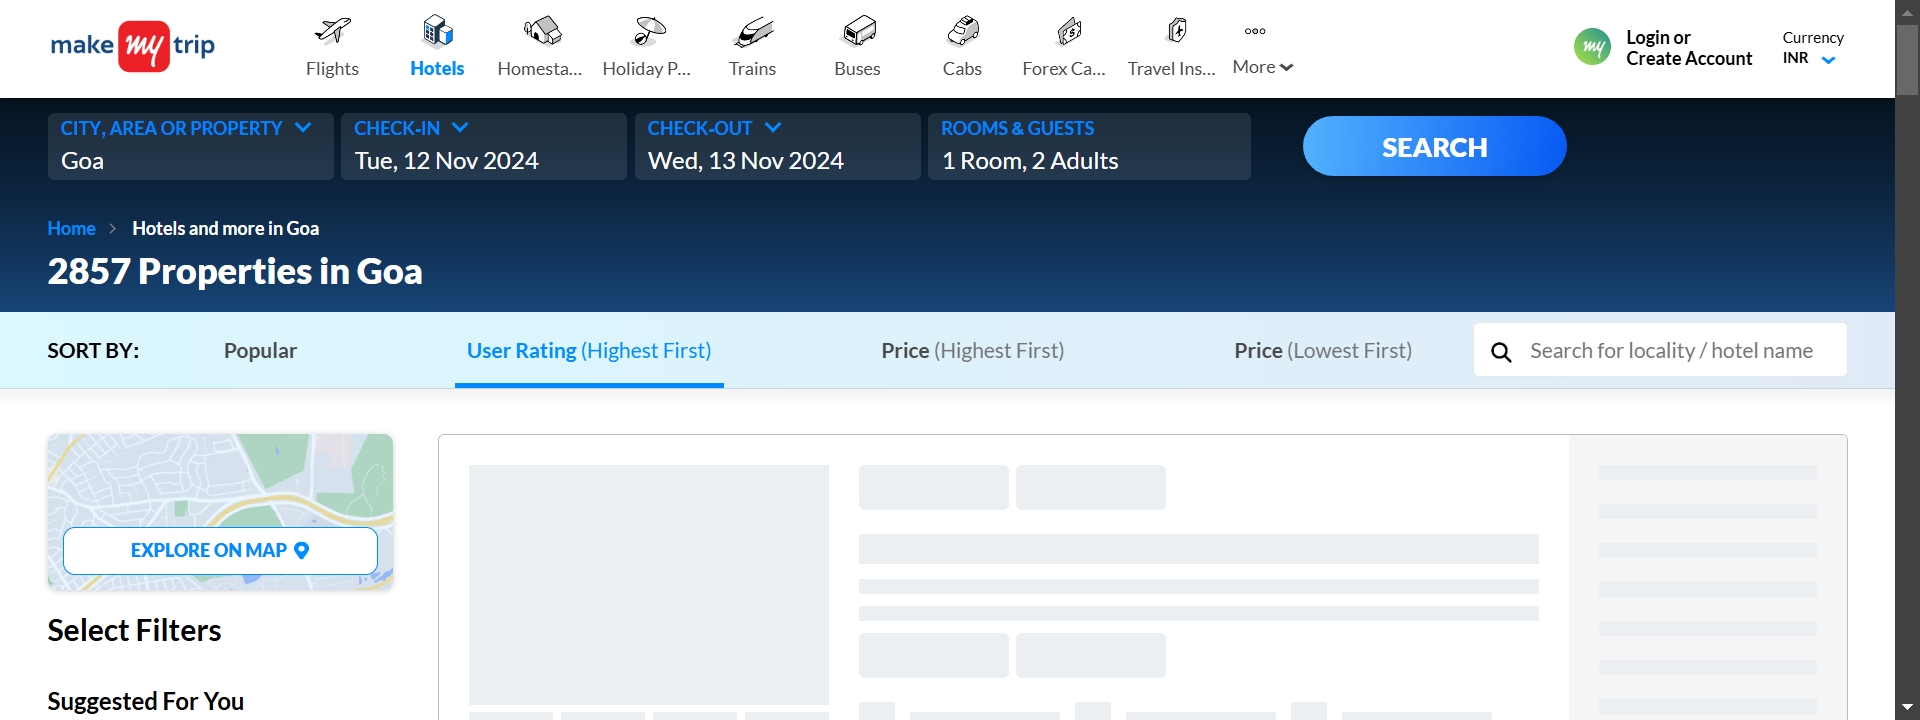 make my trip
Flights
Hotels
Homesta...
Holiday P...
Trains
Buses
Cabs
Forex Ca...
Travel Ins...
More
my
Login or
Create Account
Currency
INR
CITY, AREA OR PROPERTY
Goa
CHECK-IN
Tue, 12 Nov 2024
CHECK-OUT
Wed, 13 Nov 2024
ROOMS & GUESTS
1 Room, 2 Adults
SEARCH
Home > Hotels and more in Goa
2857 Properties in Goa
SORT BY:
Popular
User Rating (Highest First)
Price (Highest First)
Price (Lowest First)
Search for locality / hotel name
EXPLORE ON MAP
Select Filters
Suggested For You